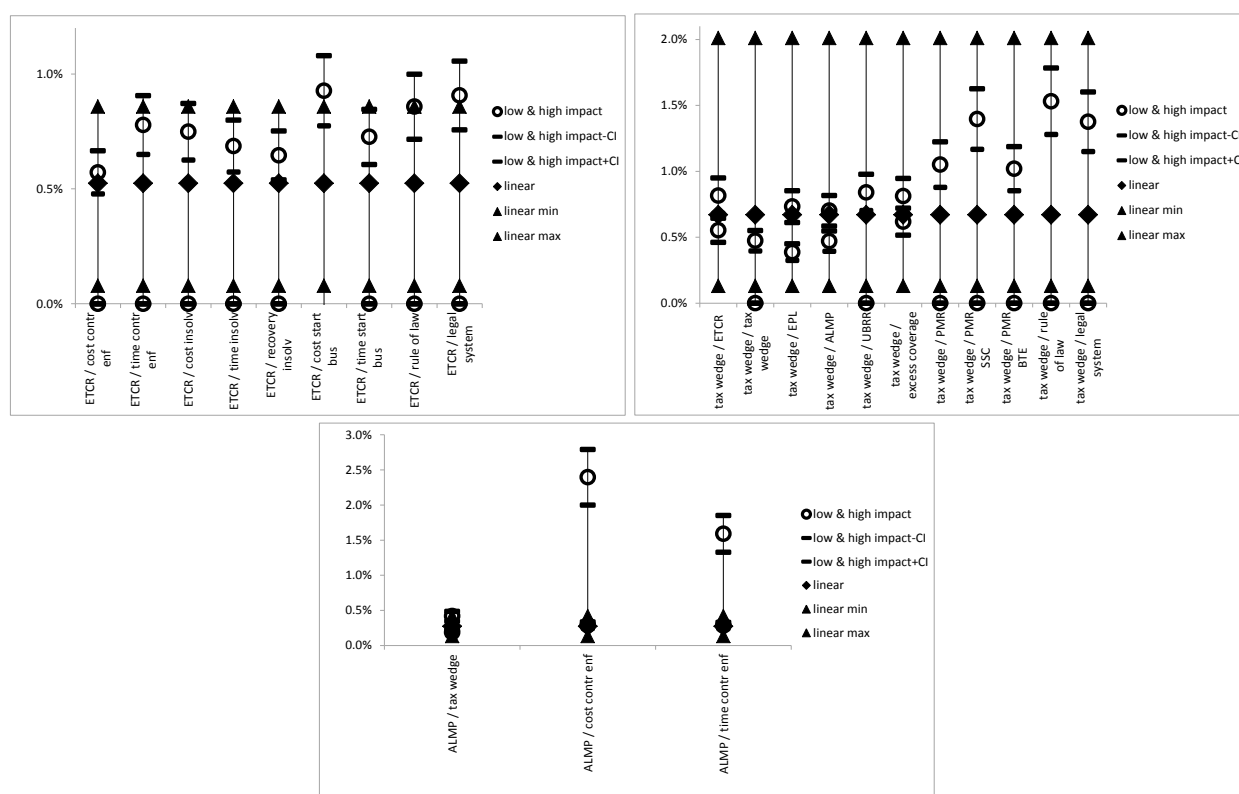 1.0%
0.5%
0.0%
ETCR / cost contr
enf
ETCR / time contr
enf
ETCR / cost insolv
ETCR / time insolv
ETCR / recovery
insolv
ETCR / cost start
bus
ETCR / time start
bus
ETCR / rule of law
ETCR / legal
system
low & high impact
low & high impact-CI
low & high impact+CI
linear
linear min
linear max
2.0%
1.5%
1.0%
0.5%
0.0%
tax wedge / ETCR
tax wedge / tax
wedge
tax wedge / EPL
tax wedge / ALMP
tax wedge / UBRR
tax wedge /
excess coverage
tax wedge / PMR
tax wedge / PMR
SSC
tax wedge / PMR
BTE
tax wedge / rule
of law
tax wedge / legal
system
low & high impact
low & high impact-CI
low & high impact+CI
linear
linear min
linear max
3.0%
2.5%
2.0%
1.5%
1.0%
0.5%
0.0%
ALMP / tax wedge
ALMP / cost contr enf
ALMP / time contr enf
low & high impact
low & high impact-CI
low & high impact+CI
linear
linear min
linear max